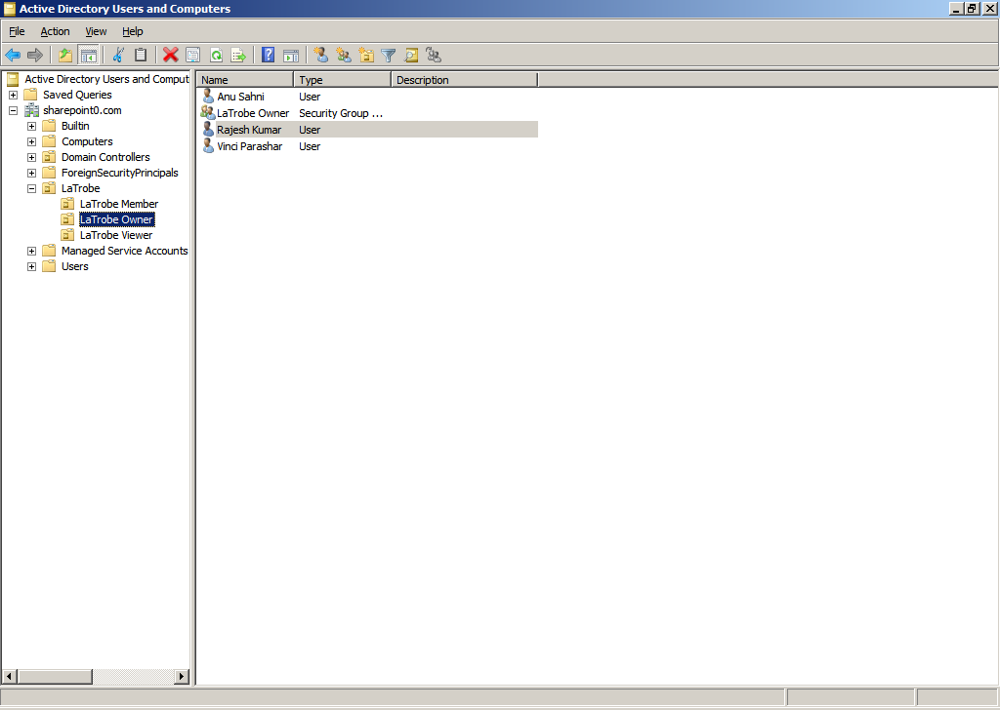 Active Directory Users and Computers
File Action View Help
Active Directory Users and Comput
Saved Queries
sharepoint0.com
Builtin
Computers
Domain Controllers
ForeignSecurityPrincipals
LaTrobe
LaTrobe Member
LaTrobe Owner
LaTrobe Viewer
Managed Service Accounts
Users
Name Type Description
Anu Sahni User
LaTrobe Owner Security Group ...
Rajesh Kumar User
Vinci Parashar User